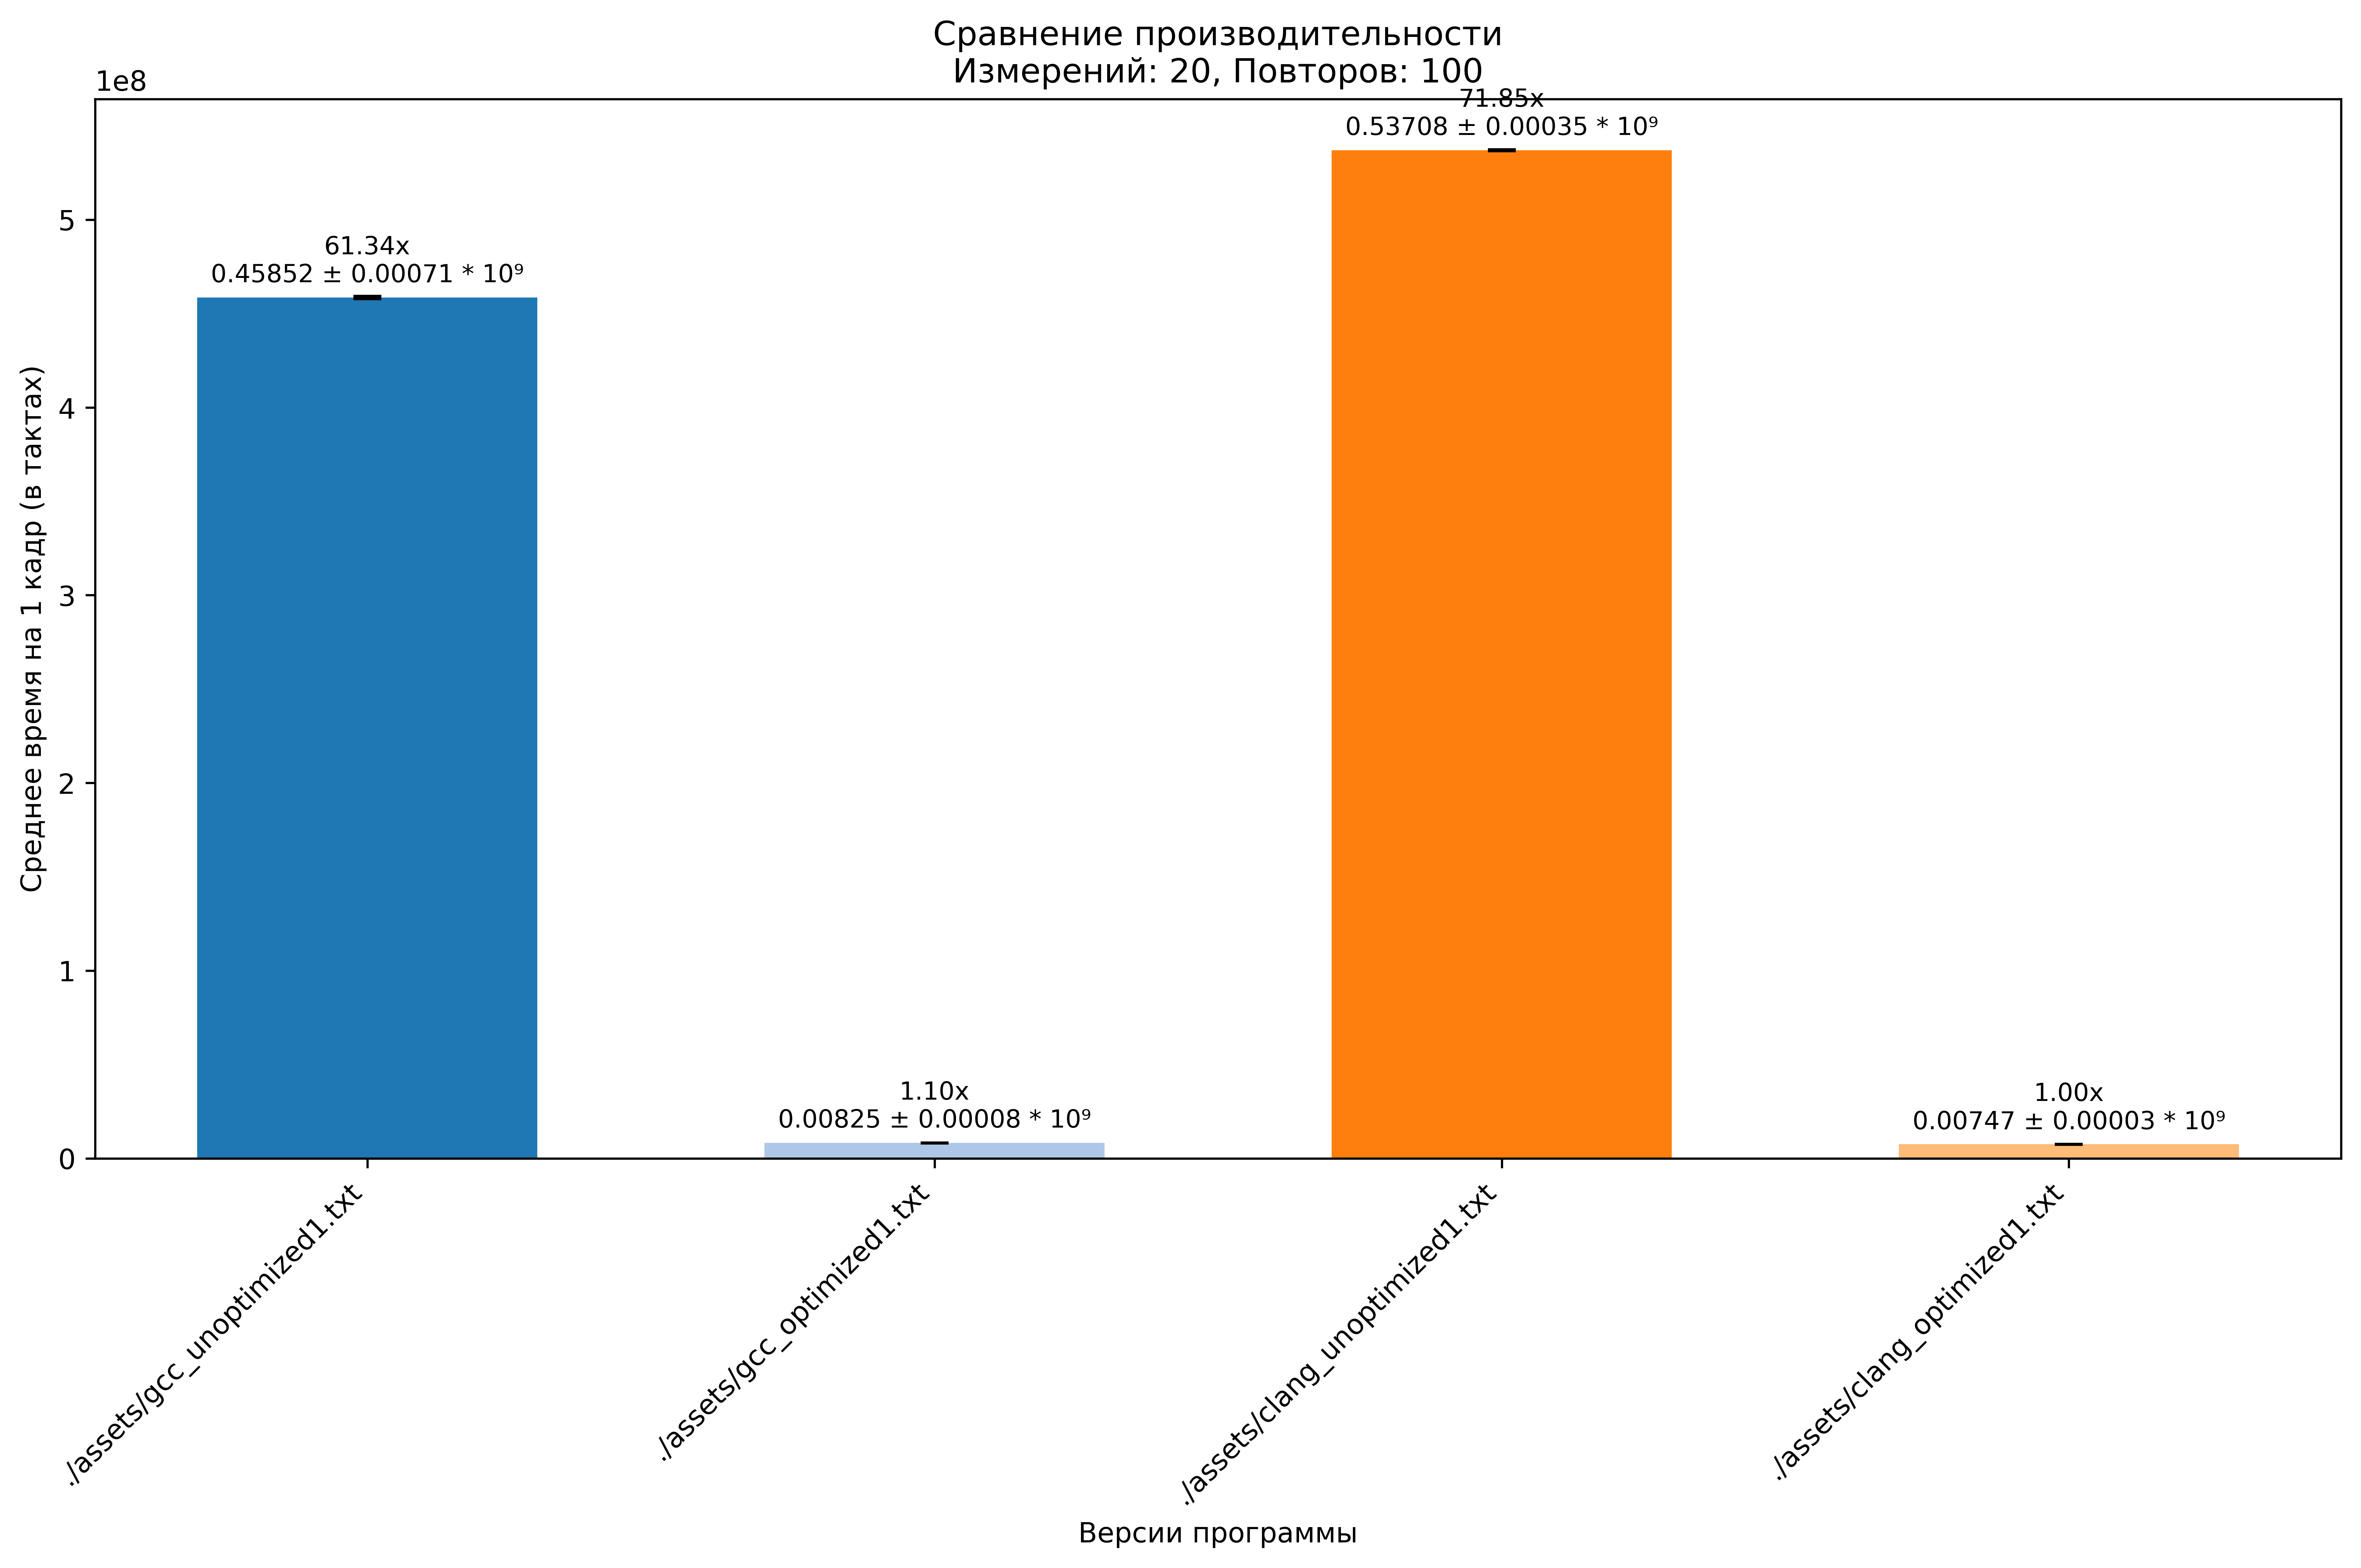 Сравнение производительности
Измерений: 20, Повторов: 100
1e8
71.85x
0.53708 ± 0.00035 * 10⁹
61.34x
0.45852 ± 0.00071 * 10⁹
1.10x
0.00825 ± 0.00008 * 10⁹
1.00x
0.00747 ± 0.00003 * 10⁹
Среднее время на 1 кадр (в тактах)
5
4
3
2
1
0
./assets/gcc_unoptimized1.txt
./assets/gcc_optimized1.txt
./assets/clang_unoptimized1.txt
./assets/clang_optimized1.txt
Версии программы